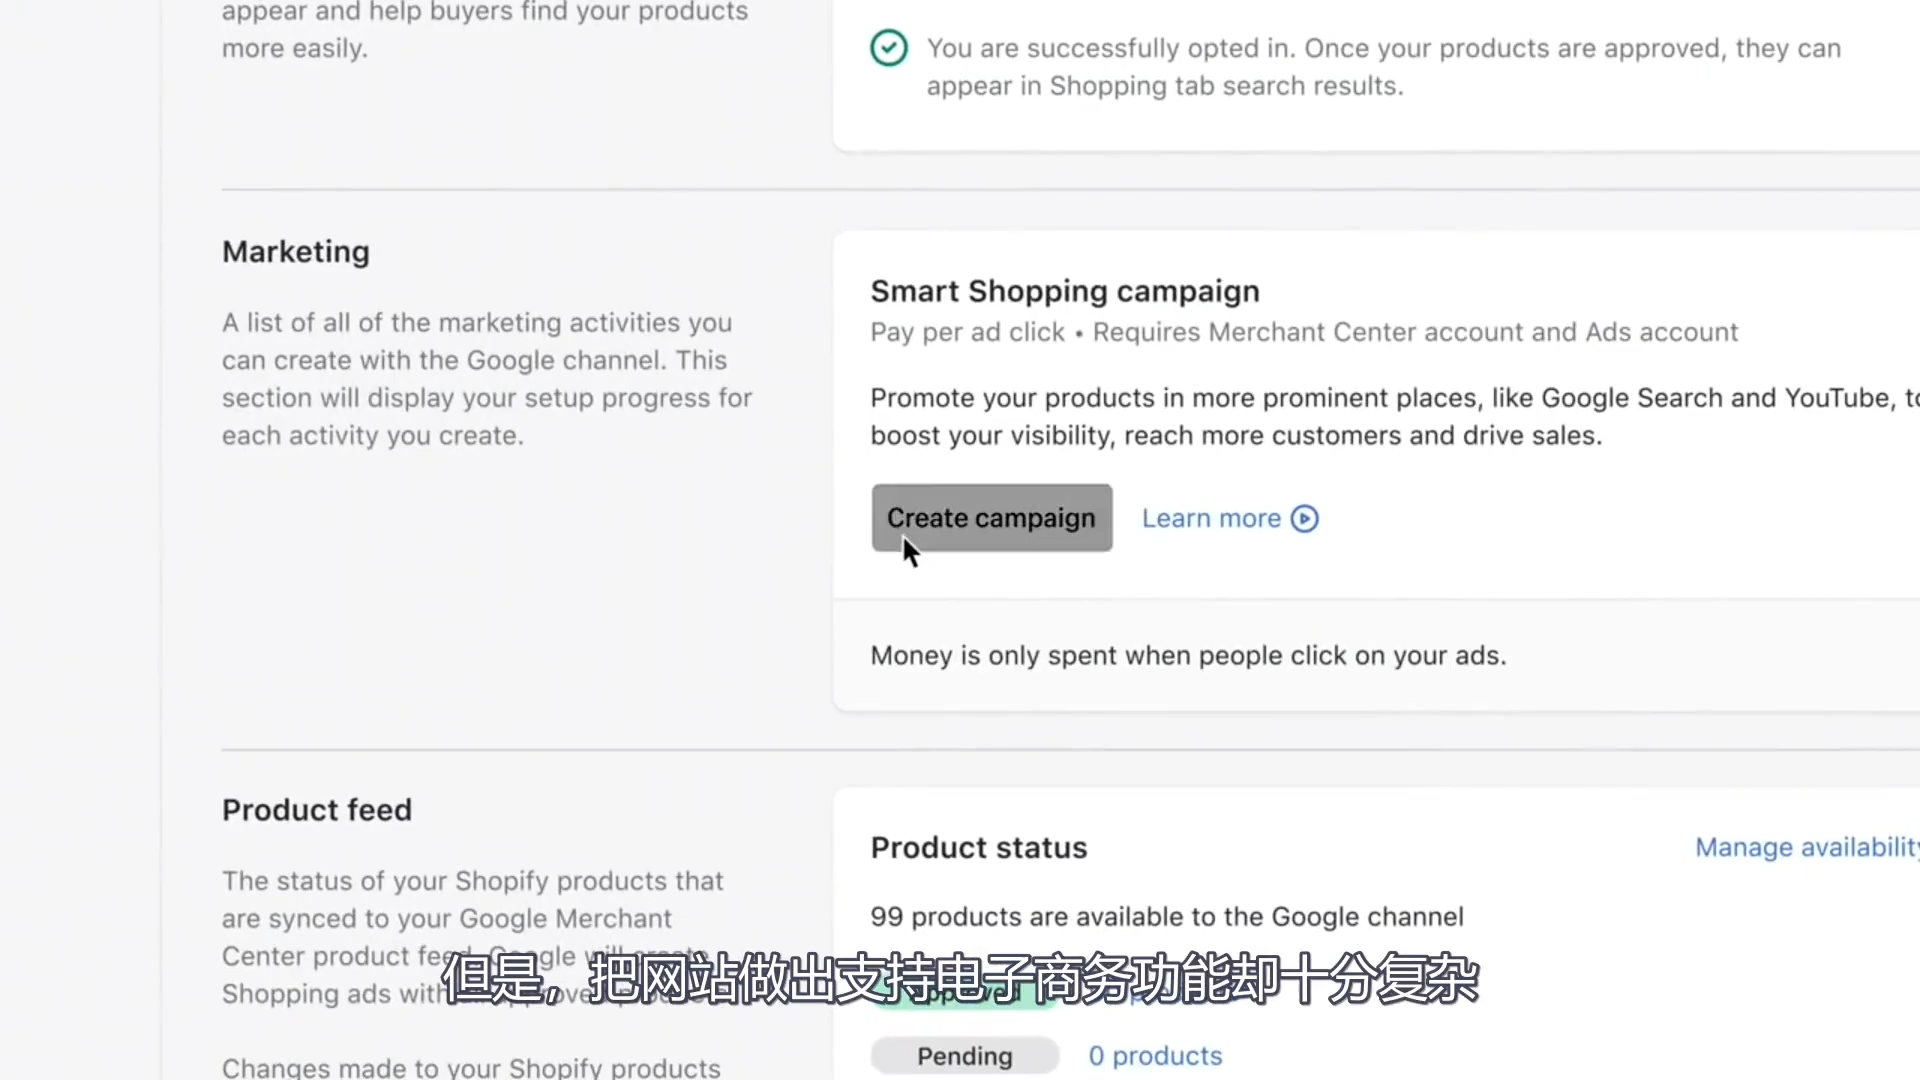 appear and help buyers find your products
more easily.
You are successfully opted in. Once your products are approved, they can
appear in Shopping tab search results.
Marketing
A list of all of the marketing activities you
can create with the Google channel. This
section will display your setup progress for
each activity you create.
Smart Shopping campaign
Pay per ad click • Requires Merchant Center account and Ads account
Promote your products in more prominent places, like Google Search and YouTube, to
boost your visibility, reach more customers and drive sales.
Create campaign
Learn more
Money is only spent when people click on your ads.
Product feed
The status of your Shopify products that
are synced to your Google Merchant
Center product feed. Google will create
Shopping ads with
Changes made to your Shopify products
Product status
Manage availability
99 products are available to the Google channel
Approved
Pending
0 products
但是，把网站做出支持电子商务功能却十分复杂